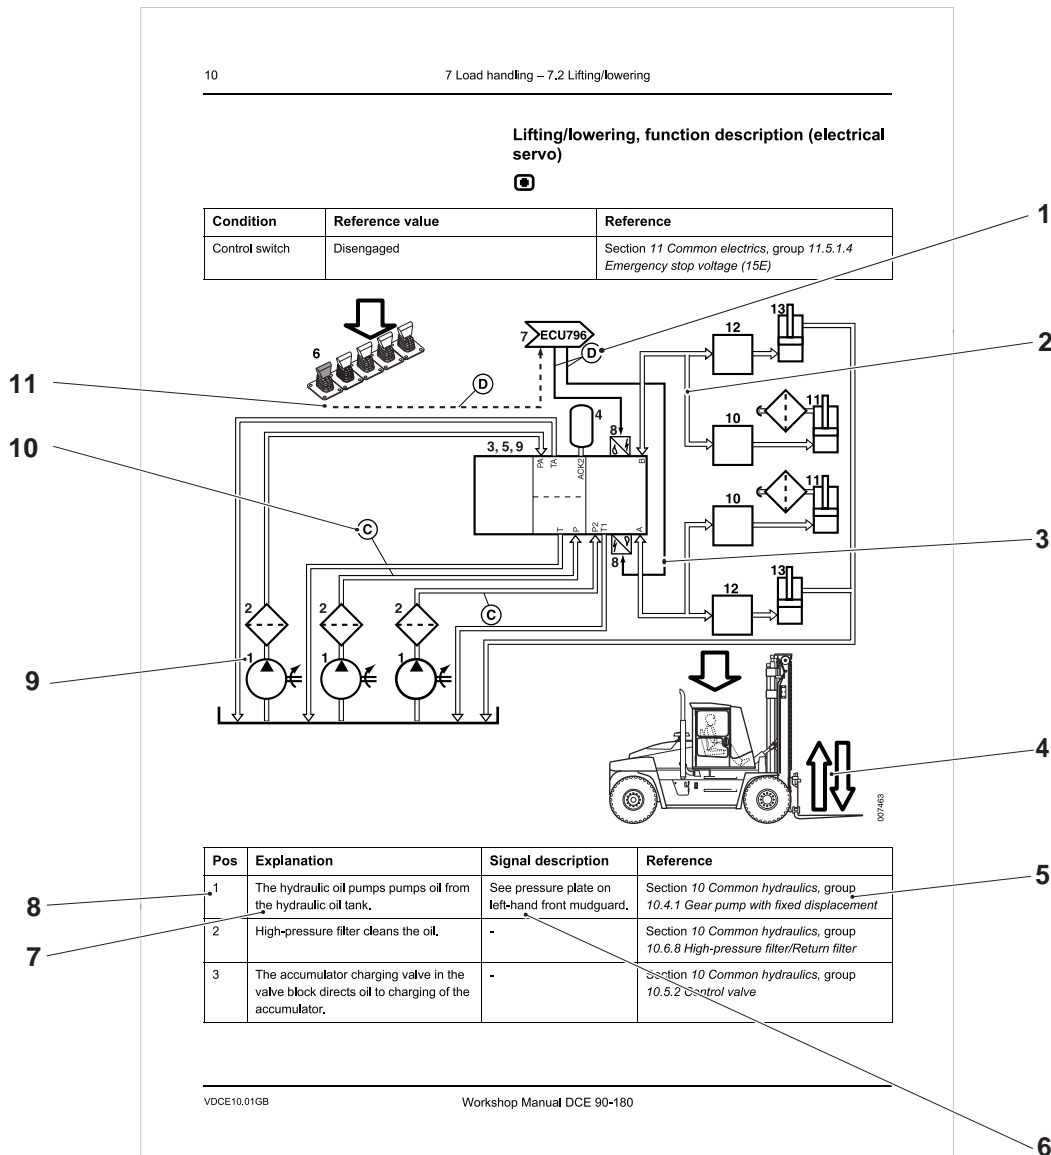 10
7 Load handling – 7.2 Lifting/lowering
Lifting/lowering, function description (electrical
servo)
Condition
Reference value
Reference
Control switch
Disengaged
Section 11 Common electrics, group 11.5.1.4
Emergency stop voltage (15E)
1
13
12
7
ECU796
D
2
6
11
D
4
11
10
8
10
3, 5, 9
PA
TA
ACK2
B
11
10
T
P
P2
T1
A
C
8
3
13
12
2
2
2
C
1
1
1
9
4
007463
Pos
Explanation
Signal description
Reference
1
The hydraulic oil pumps pumps oil from
the hydraulic oil tank.
See pressure plate on
left-hand front mudguard.
Section 10 Common hydraulics, group
10.4.1 Gear pump with fixed displacement
5
8
7
2
High-pressure filter cleans the oil.
-
Section 10 Common hydraulics, group
10.6.8 High-pressure filter/Return filter
3
The accumulator charging valve in the
valve block directs oil to charging of the
accumulator.
-
Section 10 Common hydraulics, group
10.5.2 Control valve
VDCE10.01GB
Workshop Manual DCE 90-180
6